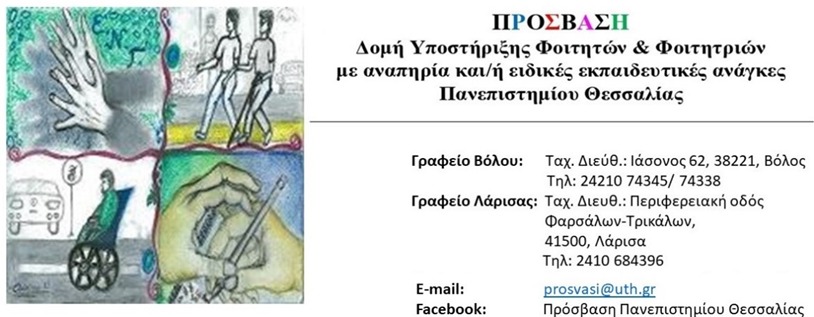 ΠΡΟΣΒΑΣΗ
Δομή Υποστήριξης Φοιτητών & Φοιτητριών
με αναπηρία και/ή ειδικές εκπαιδευτικές ανάγκες
Πανεπιστημίου Θεσσαλίας
Γραφείο Βόλου: Ταχ. Διεύθ.: Ιάσονος 62, 38221, Βόλος
Τηλ: 24210 74345/ 74338
Γραφείο Λάρισας: Ταχ. Διευθ.: Περιφερειακή οδός
Φαρσάλων-Τρικάλων,
41500, Λάρισα
Τηλ: 2410 684396
E-mail: prosvasi@uth.gr
Facebook: Πρόσβαση Πανεπιστημίου Θεσσαλίας